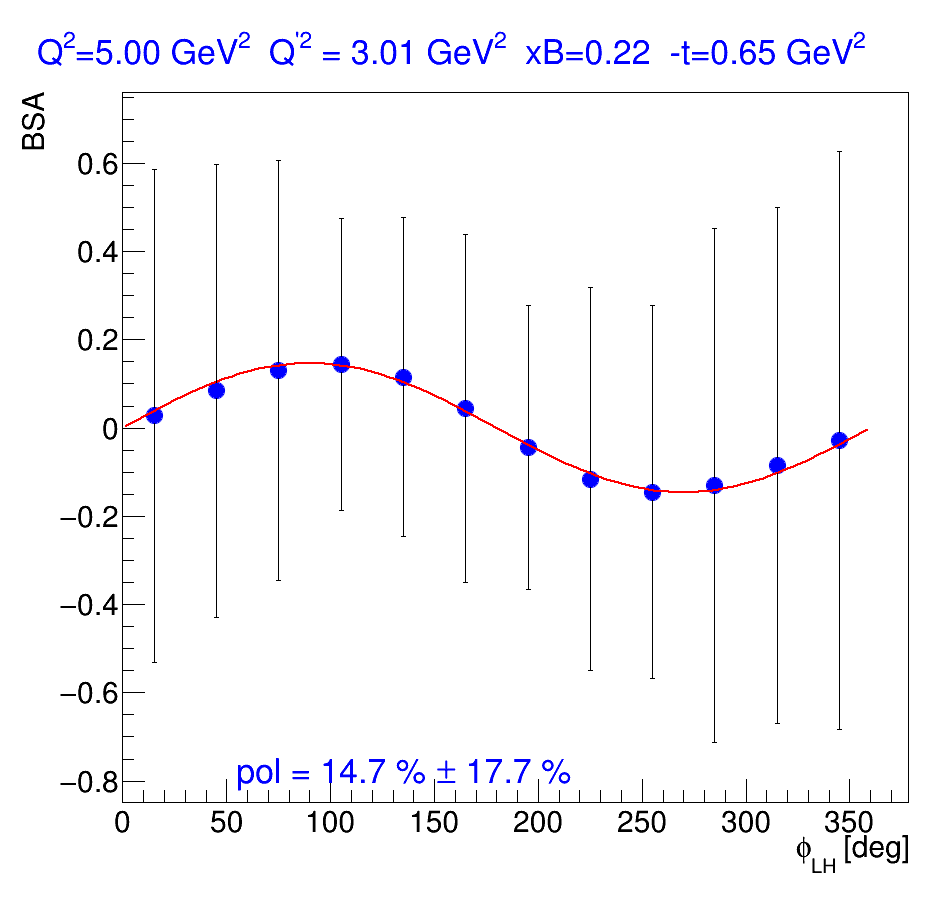 Q²=5.00 GeV² Q'² = 3.01 GeV² xB=0.22 -t=0.65 GeV²
BSA
0.6
0.4
0.2
0
−0.2
−0.4
−0.6
−0.8
pol = 14.7 % ± 17.7 %
0 50 100 150 200 250 300 350
ϕLH [deg]